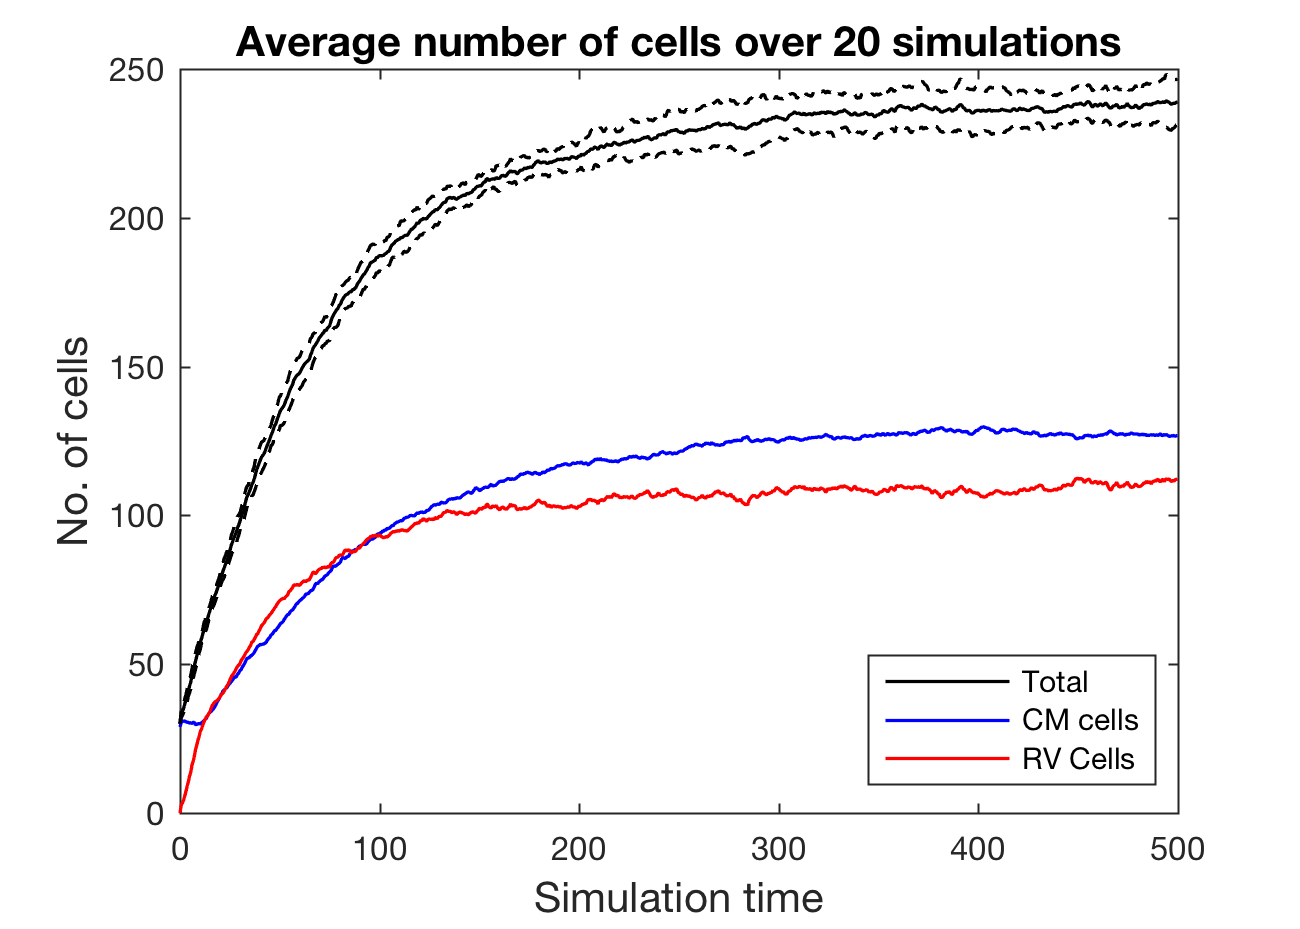 Average number of cells over 20 simulations
250
200
150
100
50
0
No. of cells
Total
CM cells
RV Cells
0 100 200 300 400 500
Simulation time